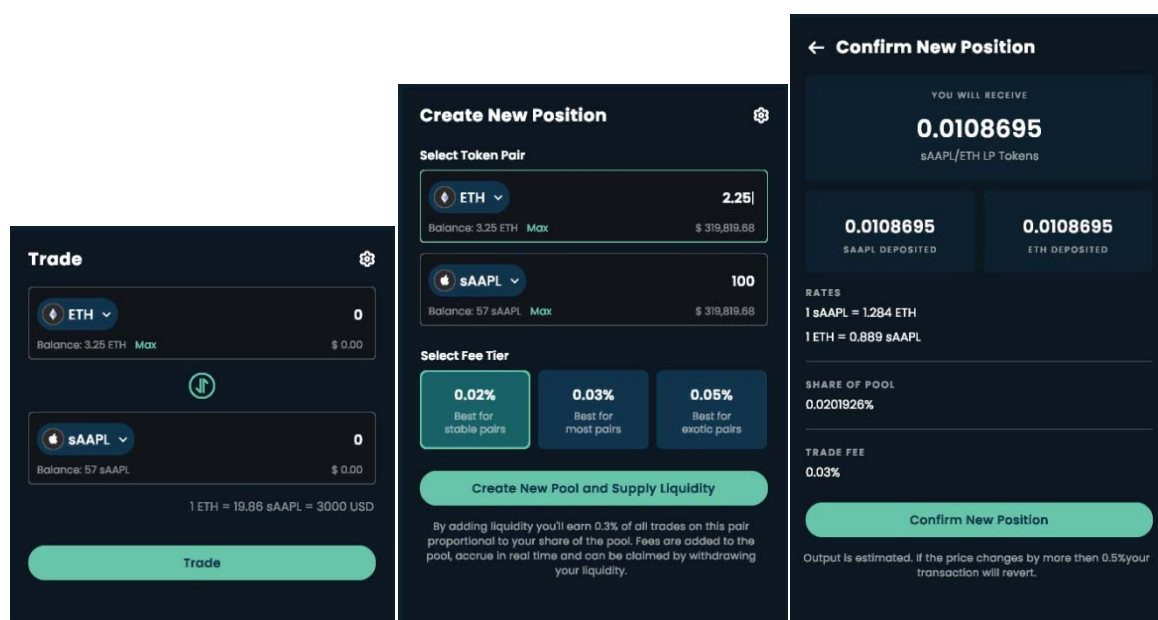 Trade
ETH
0
Balance: 3.25 ETH Max
$ 0.00
sAAPL
0
Balance: 57 sAAPL
$ 0.00
1 ETH = 19.86 sAAPL = 3000 USD
Trade
Create New Position
Select Token Pair
ETH
2.25
Balance: 3.25 ETH Max
$ 319,819.68
sAAPL
100
Balance: 57 sAAPL Max
$ 319,819.68
Select Fee Tier
0.02%
Best for
stable pairs
0.03%
Best for
most pairs
0.05%
Best for
exotic pairs
Create New Pool and Supply Liquidity
By adding liquidity you'll earn 0.3% of all trades on this pair
proportional to your share of the pool. Fees are added to the
pool, accrue in real time and can be claimed by withdrawing
your liquidity.
← Confirm New Position
YOU WILL RECEIVE
0.0108695
sAAPL/ETH LP Tokens
0.0108695
SAAPL DEPOSITED
0.0108695
ETH DEPOSITED
RATES
1 sAAPL = 1.284 ETH
1 ETH = 0.889 sAAPL
SHARE OF POOL
0.0201926%
TRADE FEE
0.03%
Confirm New Position
Output is estimated. If the price changes by more then 0.5%your
transaction will revert.